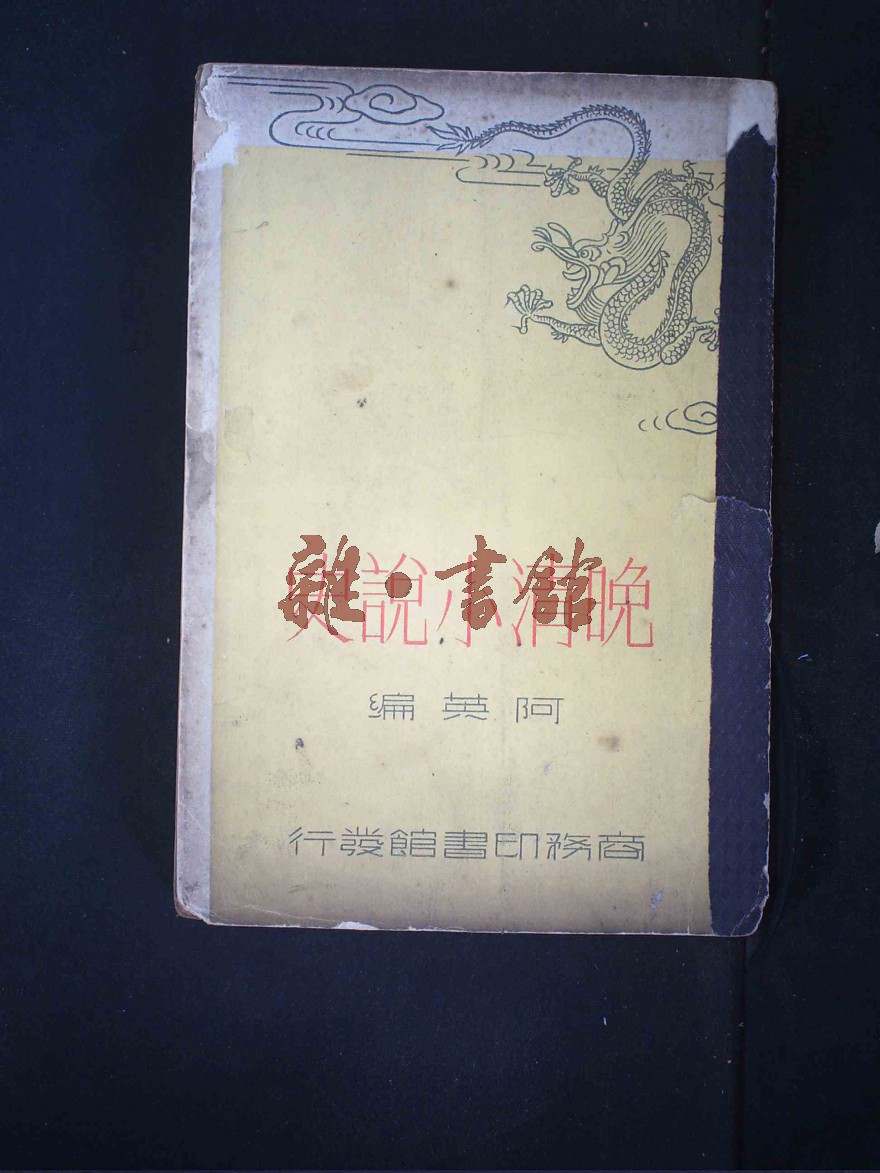 晚清小說史
雜·書館
阿英編
商務印書館發行